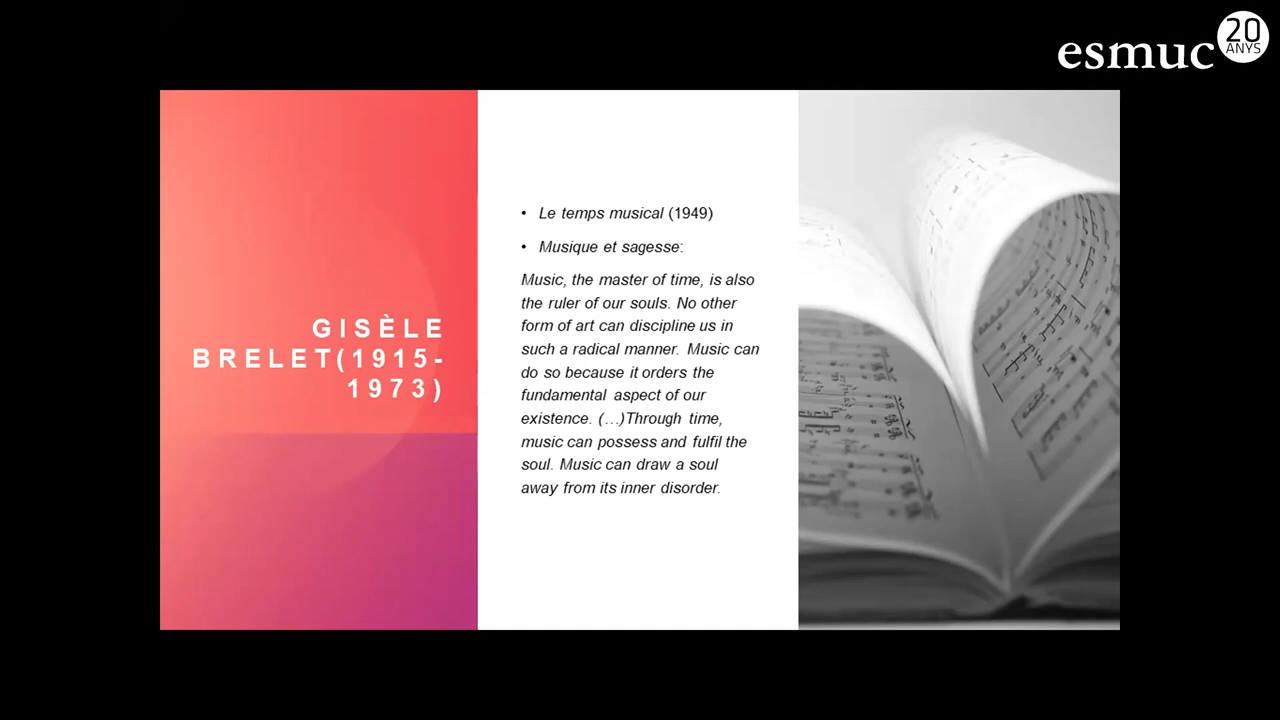 esmuc
20
ANYS
GISÈLE
BRELET(1915-
1973)
• Le temps musical (1949)
• Musique et sagesse:
Music, the master of time, is also
the ruler of our souls. No other
form of art can discipline us in
such a radical manner. Music can
do so because it orders the
fundamental aspect of our
existence. (…)Through time,
music can possess and fulfil the
soul. Music can draw a soul
away from its inner disorder.